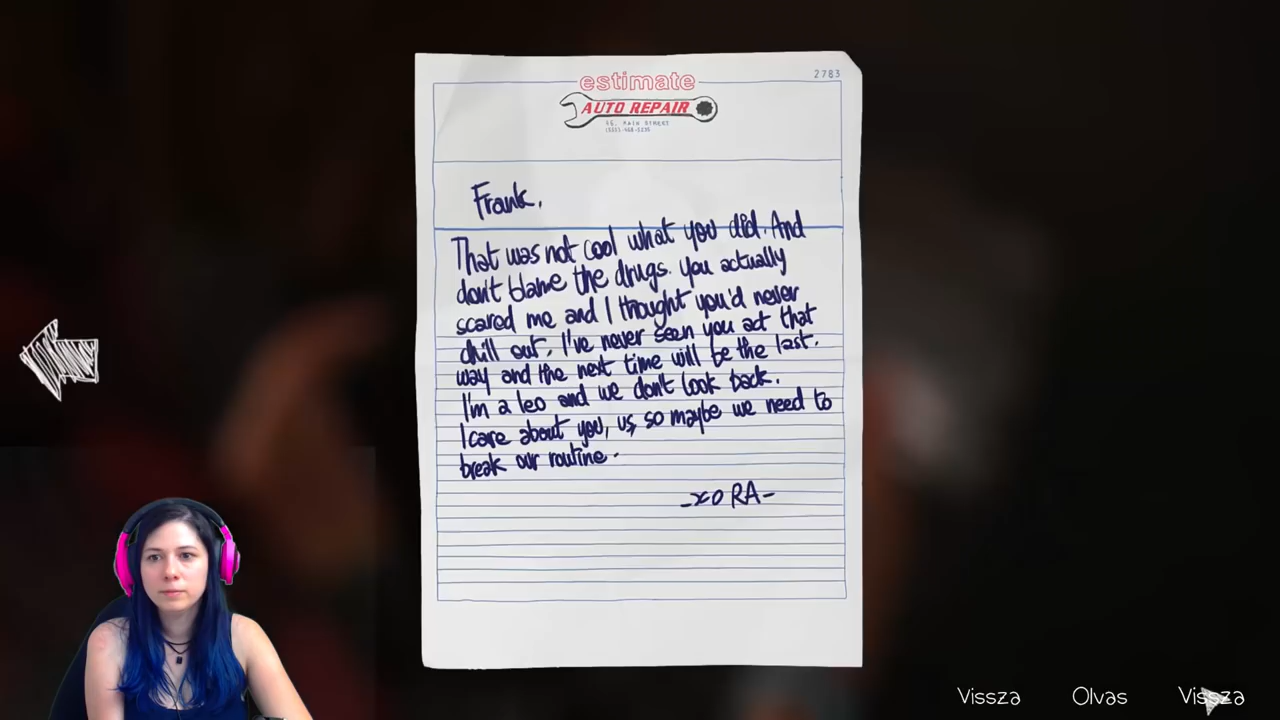 estimate
2783
AUTO REPAIR
Frank,
That was not cool what you did. And
don't blame the drugs. You actually
scared me and I thought you'd never
chill out. I've never seen you act that
way and the next time will be the last.
I'm a leo and we don't look back.
I care about you, us, so maybe we need to
break our routine.
-xo RA-
Vissza Olvas Vissza